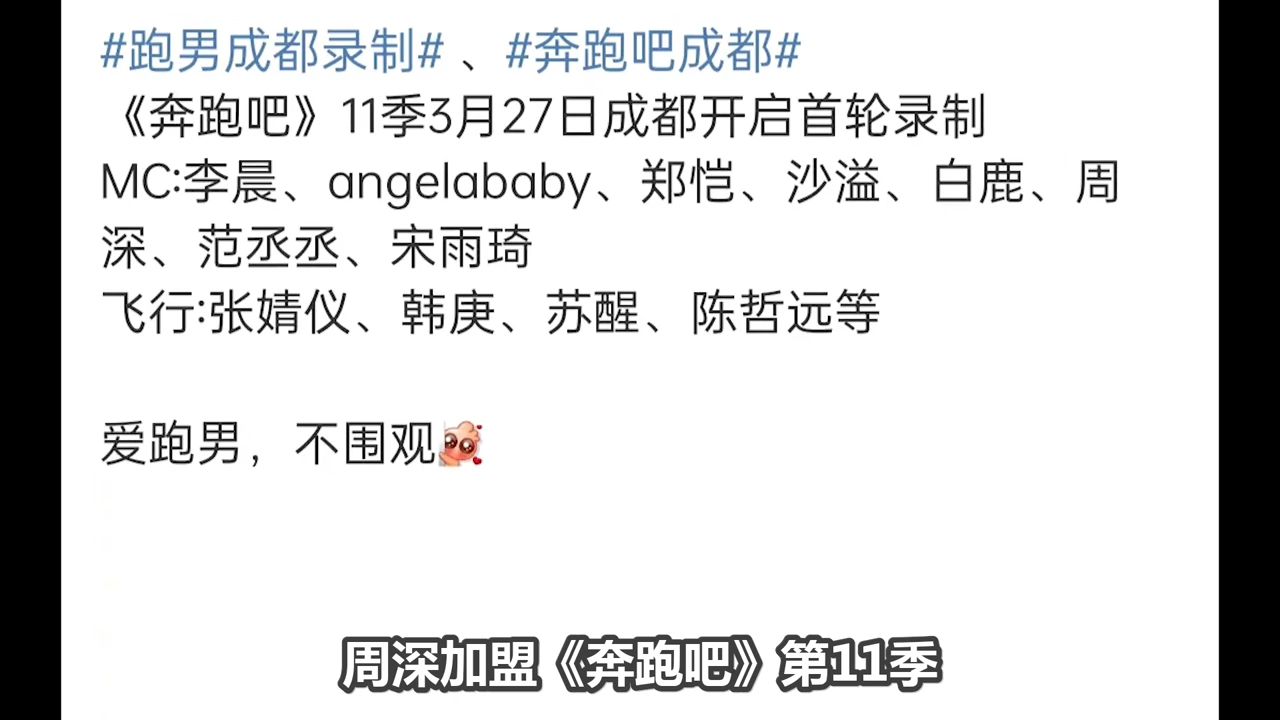 #跑男成都录制# 、#奔跑吧成都#
《奔跑吧》11季3月27日成都开启首轮录制
MC:李晨、angelababy、郑恺、沙溢、白鹿、周
深、范丞丞、宋雨琦
飞行:张婧仪、韩庚、苏醒、陈哲远等
爱跑男，不围观
周深加盟《奔跑吧》第11季